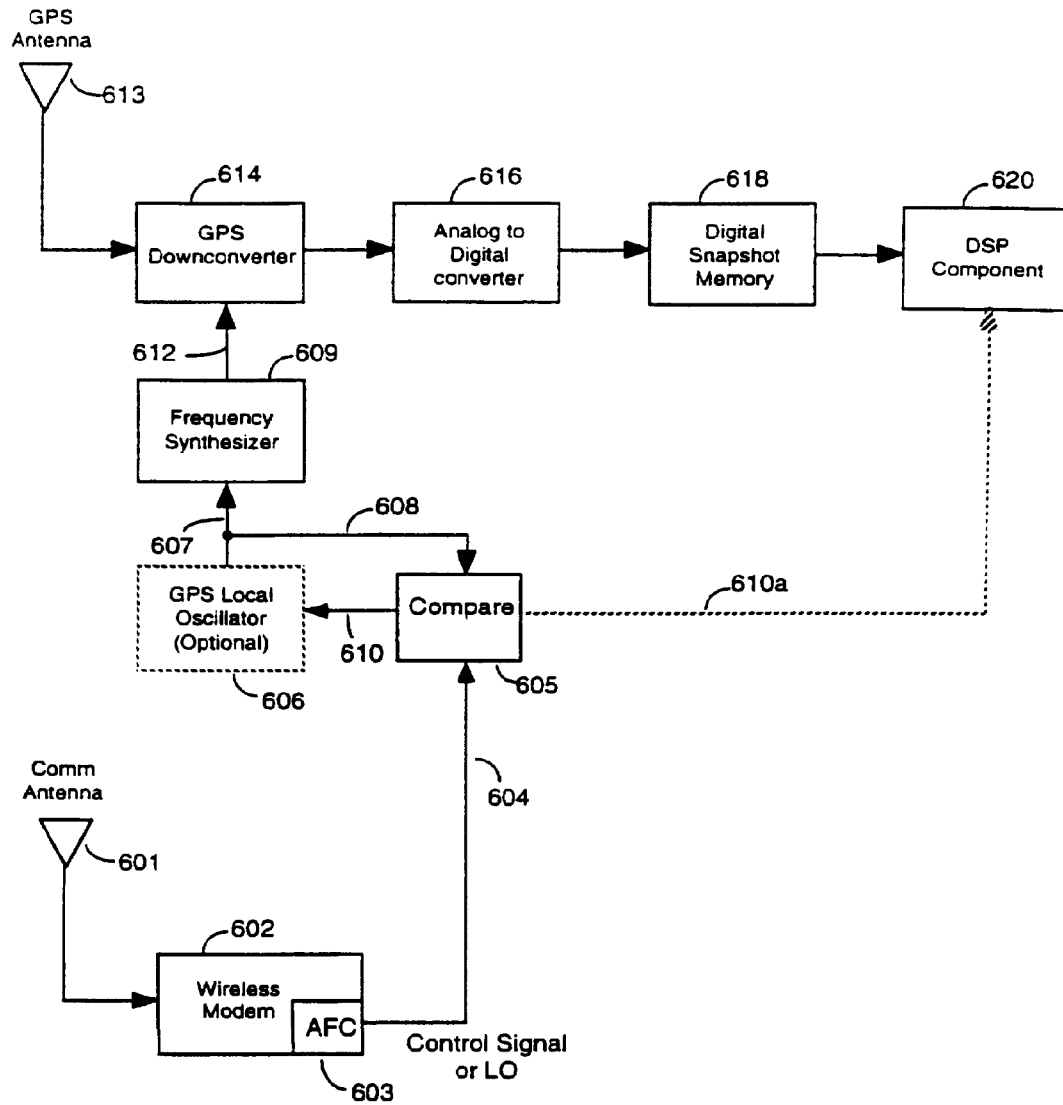 GPS
Antenna
613
614
616
618
620
GPS
Downconverter
Analog to
Digital
converter
Digital
Snapshot
Memory
DSP
Component
612
609
Frequency
Synthesizer
607
608
GPS Local
Oscillator
(Optional)
Compare
610a
610
606
605
604
Comm
Antenna
601
602
Wireless
Modem
AFC
603
Control Signal
or LO